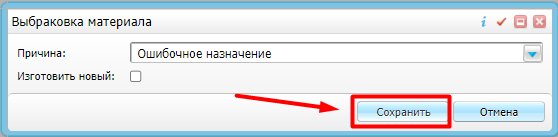 Выбраковка материала
Причина: Ошибочное назначение
Изготовить новый:
Сохранить Отмена